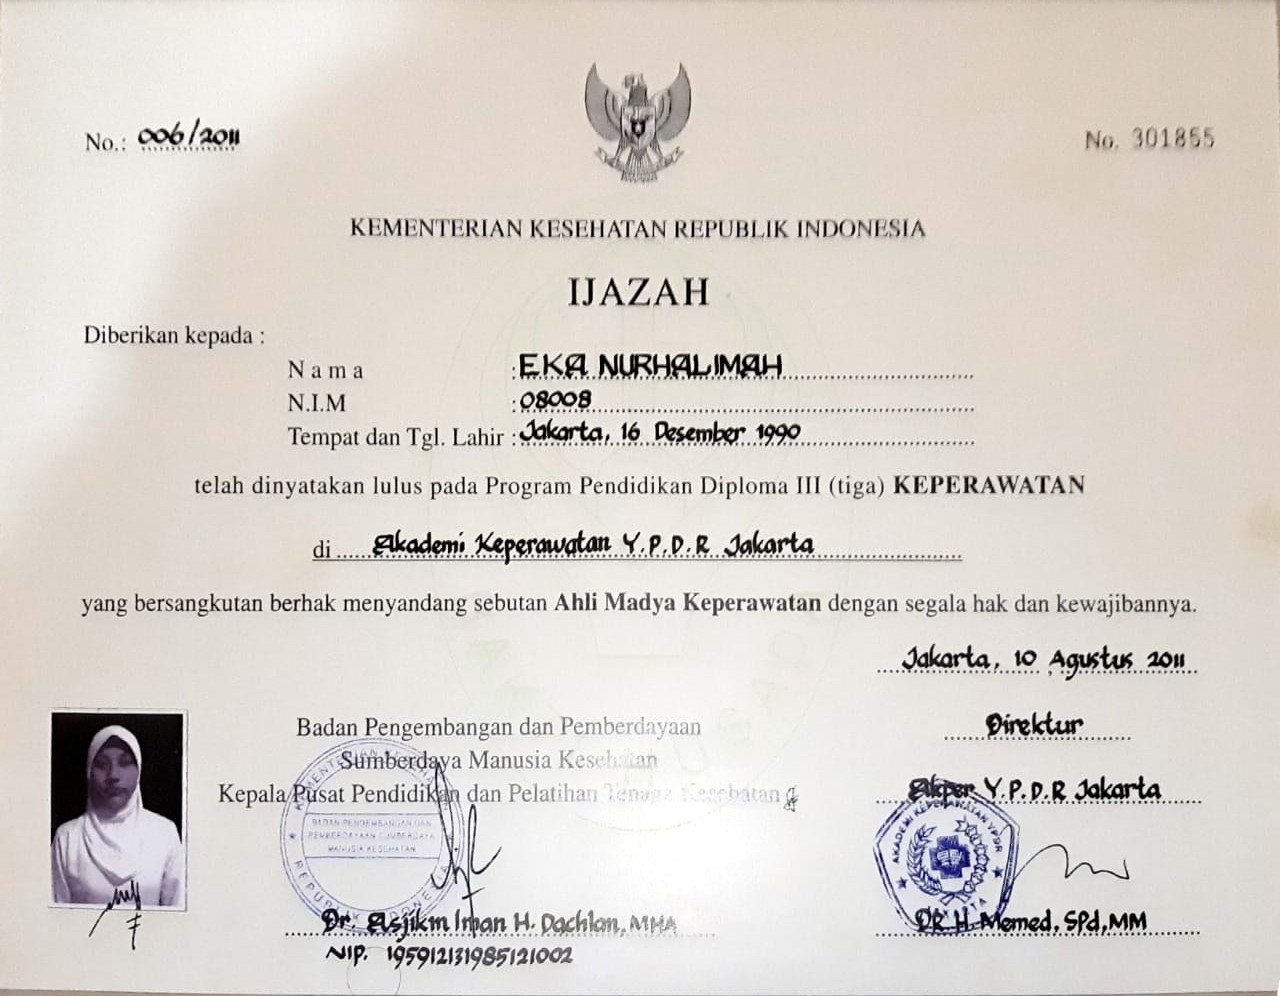 No.: 006/2011
No. 301855
KEMENTERIAN KESEHATAN REPUBLIK INDONESIA
IJAZAH
Diberikan kepada :
Nama : EKA NURHALIMAH
N.I.M : 08008
Tempat dan Tgl. Lahir : Jakarta, 16 Desember 1990
telah dinyatakan lulus pada Program Pendidikan Diploma III (tiga) KEPERAWATAN
di Akademi Keperawatan Y.P.D.R Jakarta
yang bersangkutan berhak menyandang sebutan Ahli Madya Keperawatan dengan segala hak dan kewajibannya.
Jakarta, 10 Agustus 2011
Badan Pengembangan dan Pemberdayaan
Sumberdaya Manusia Kesehatan
Kepala Pusat Pendidikan dan Pelatihan Tenaga Kesehatan
Direktur
Akper Y.P.D.R Jakarta
KEMENTERIAN KESEHATAN
BADAN PENGEMBANGAN DAN
PEMBERDAYAAN SUMBERDAYA
MANUSIA KESEHATAN
REPUBLIK INDONESIA
AKADEMI KEPERAWATAN YPDR
JAKARTA
Dr. Asjikin Iman H. Dachlan, MHA
NIP. 195912131985121002
DR H. Memed, SPd, MM